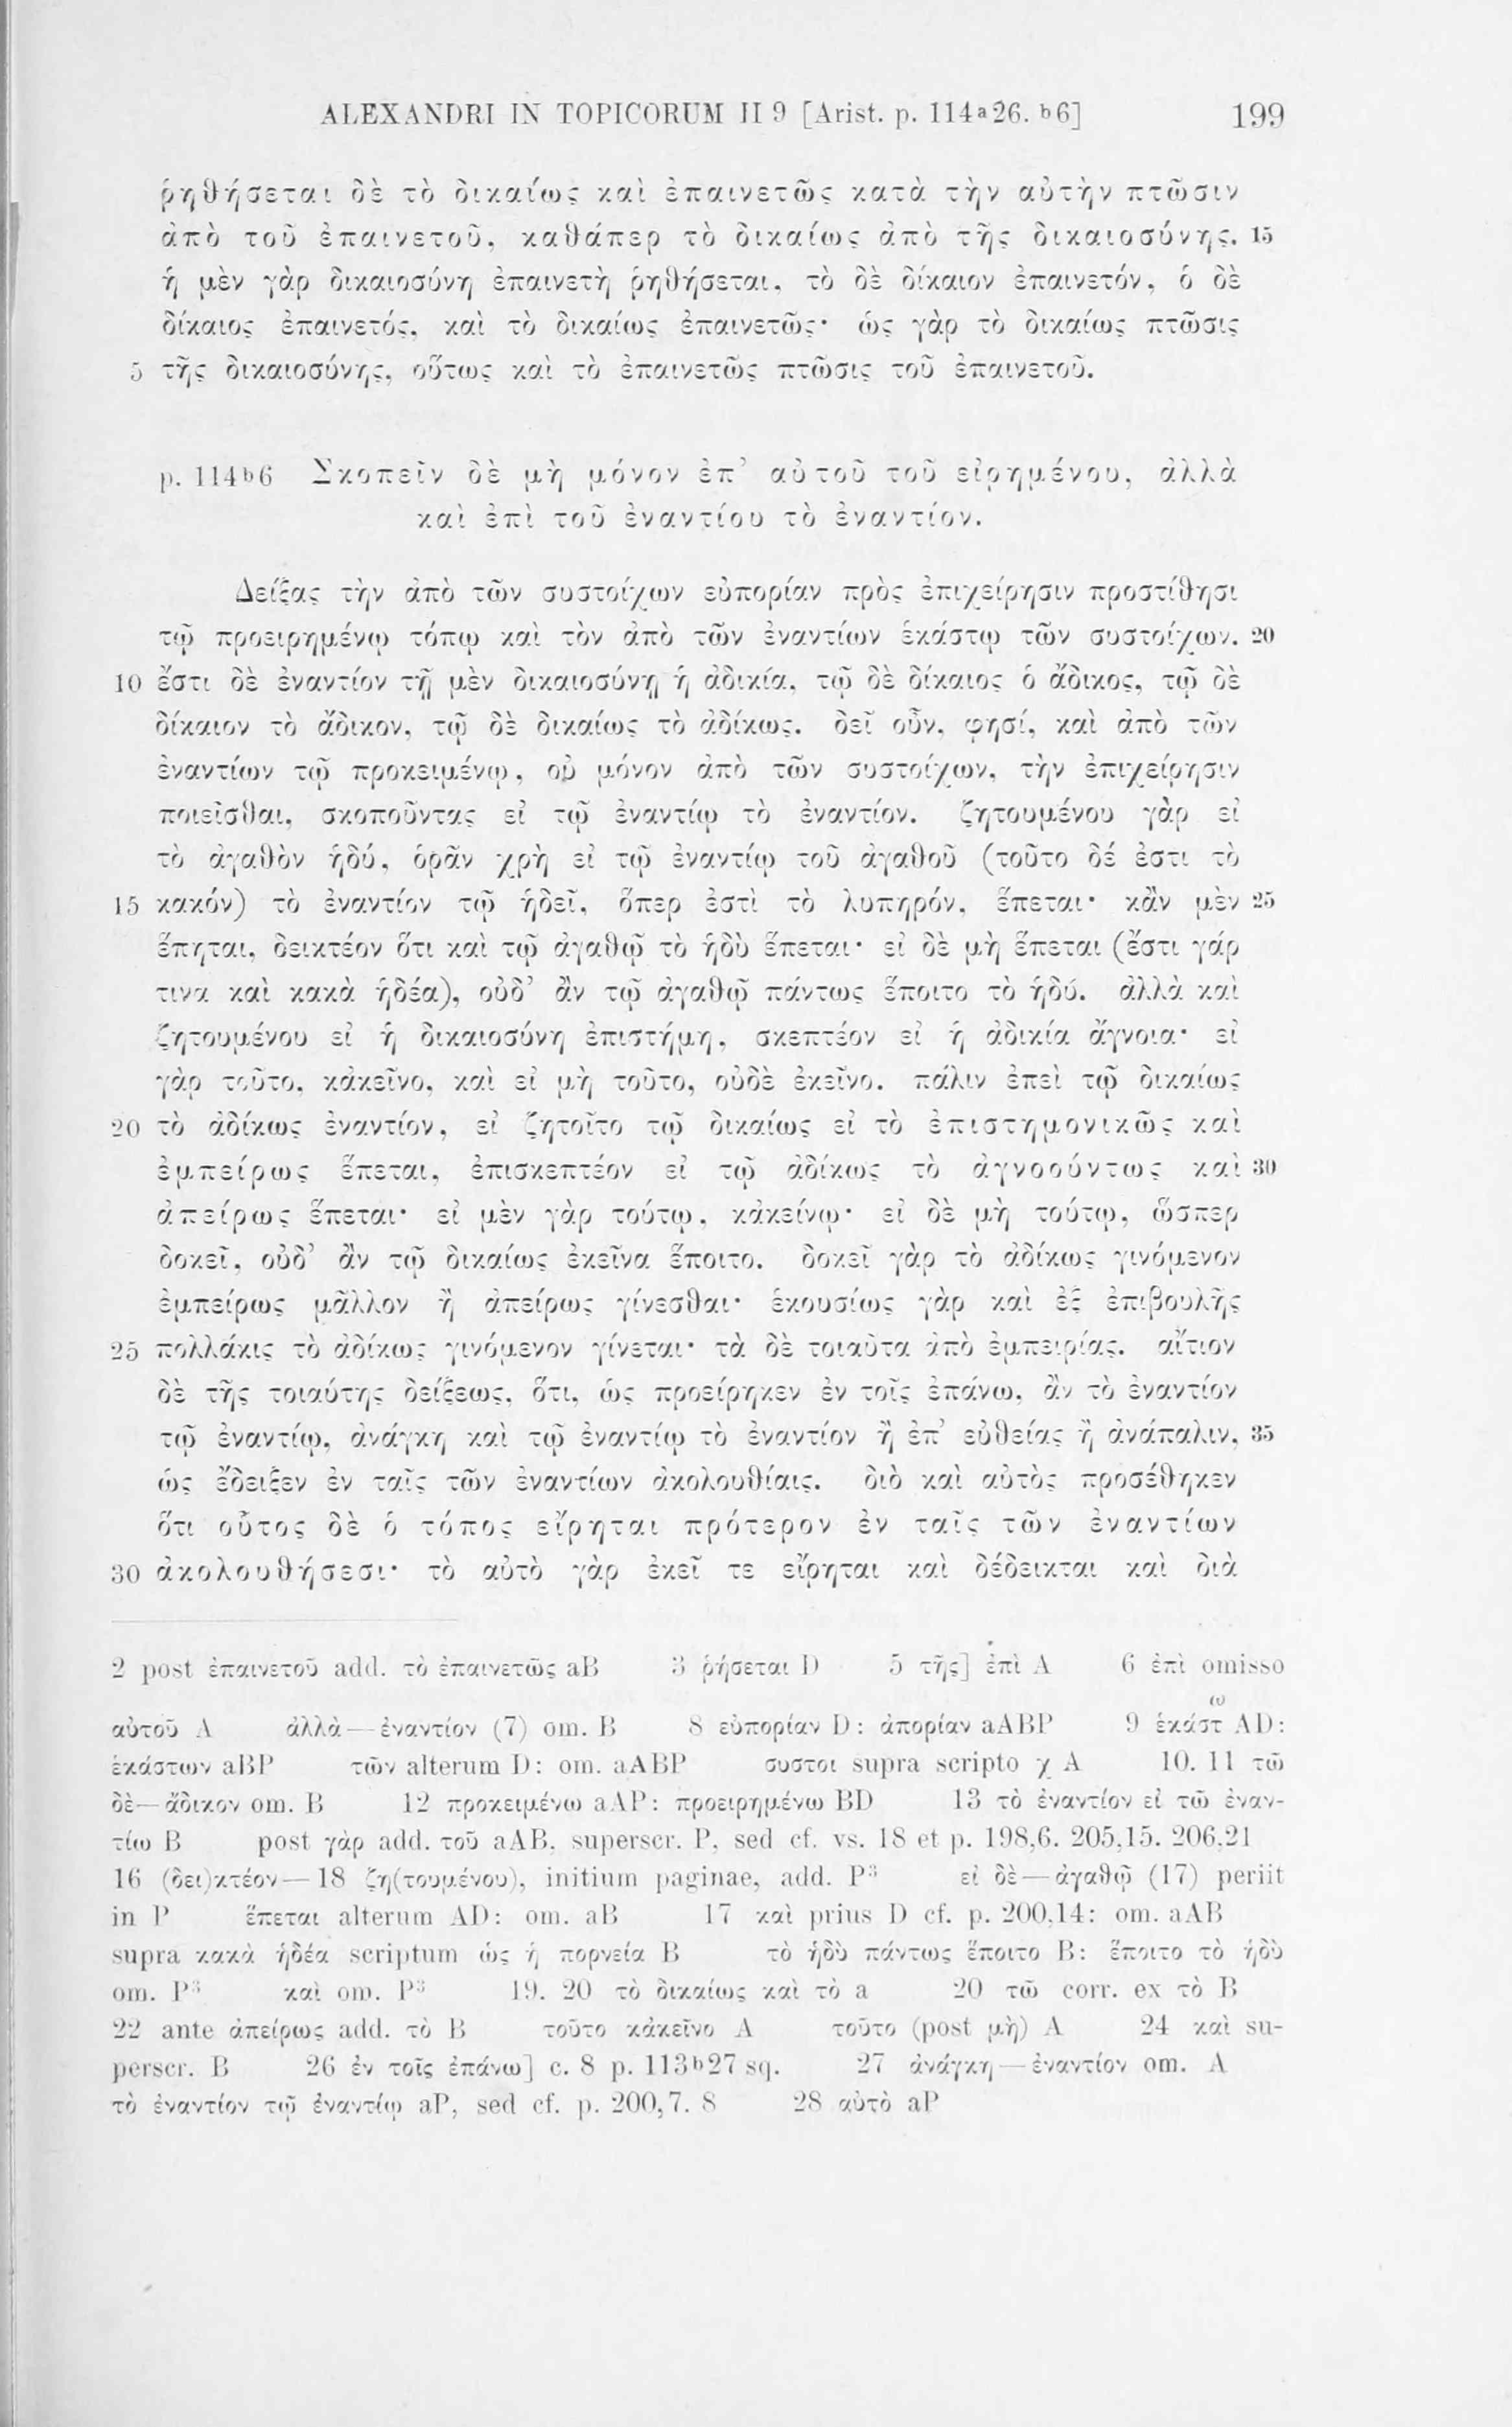 ALEXANDRI IN TOPICORUM II 9 [Arist. p. 114a26. b6] 199
ῥηθήσεται δὲ τὸ δικαίως καὶ ἐπαινετῶς κατὰ τὴν αὐτὴν πτῶσιν
ἀπὸ τοῦ ἐπαινετοῦ, καθάπερ τὸ δικαίως ἀπὸ τῆς δικαιοσύνης. 15
ἡ μὲν γὰρ δικαιοσύνη ἐπαινετὴ ῥηθήσεται, τὸ δὲ δίκαιον ἐπαινετόν, ὁ δὲ
δίκαιος ἐπαινετός, καὶ τὸ δικαίως ἐπαινετῶς· ὡς γὰρ τὸ δικαίως πτῶσις
5 τῆς δικαιοσύνης, οὕτως καὶ τὸ ἐπαινετῶς πτῶσις τοῦ ἐπαινετοῦ.
p. 114b6 Σκοπεῖν δὲ μὴ μόνον ἐπ’ αὐτοῦ τοῦ εἰρημένου, ἀλλὰ
καὶ ἐπὶ τοῦ ἐναντίου τὸ ἐναντίον.
Δείξας τὴν ἀπὸ τῶν συστοίχων εὐπορίαν πρὸς ἐπιχείρησιν προστίθησι
τῷ προειρημένῳ τόπῳ καὶ τὸν ἀπὸ τῶν ἐναντίων ἑκάστῳ τῶν συστοίχων. 20
10 ἔστι δὲ ἐναντίον τῇ μὲν δικαιοσύνῃ ἡ ἀδικία, τῷ δὲ δίκαιος ὁ ἄδικος, τῷ δὲ
δίκαιον τὸ ἄδικον, τῷ δὲ δικαίως τὸ ἀδίκως. δεῖ οὖν, φησί, καὶ ἀπὸ τῶν
ἐναντίων τῷ προκειμένῳ, οὐ μόνον ἀπὸ τῶν συστοίχων, τὴν ἐπιχείρησιν
ποιεῖσθαι, σκοποῦντας εἰ τῷ ἐναντίῳ τὸ ἐναντίον. ζητουμένου γὰρ εἰ
τὸ ἀγαθὸν ἡδύ, ὁρᾶν χρὴ εἰ τῷ ἐναντίῳ τοῦ ἀγαθοῦ (τοῦτο δέ ἐστι τὸ
15 κακόν) τὸ ἐναντίον τῷ ἡδεῖ, ὅπερ ἐστὶ τὸ λυπηρόν, ἕπεται· κἂν μὲν 25
ἕπηται, δεικτέον ὅτι καὶ τῷ ἀγαθῷ τὸ ἡδὺ ἕπεται· εἰ δὲ μὴ ἕπεται (ἔστι γάρ
τινα καὶ κακὰ ἡδέα), οὐδ’ ἂν τῷ ἀγαθῷ πάντως ἕποιτο τὸ ἡδύ. ἀλλὰ καὶ
ζητουμένου εἰ ἡ δικαιοσύνη ἐπιστήμη, σκεπτέον εἰ ἡ ἀδικία ἄγνοια· εἰ
γὰρ τοῦτο, κἀκεῖνο, καὶ εἰ μὴ τοῦτο, οὐδὲ ἐκεῖνο. πάλιν ἐπεὶ τῷ δικαίως
20 τὸ ἀδίκως ἐναντίον, εἰ ζητοῖτο τῷ δικαίως εἰ τὸ ἐπιστημονικῶς καὶ
ἐμπείρως ἕπεται, ἐπισκεπτέον εἰ τῷ ἀδίκως τὸ ἀγνοούντως καὶ 30
ἀπείρως ἕπεται· εἰ μὲν γὰρ τούτῳ, κἀκείνῳ· εἰ δὲ μὴ τούτῳ, ὥσπερ
δοκεῖ, οὐδ’ ἂν τῷ δικαίως ἐκεῖνα ἕποιτο. δοκεῖ γὰρ τὸ ἀδίκως γινόμενον
ἐμπείρως μᾶλλον ἢ ἀπείρως γίνεσθαι· ἑκουσίως γὰρ καὶ ἐξ ἐπιβουλῆς
25 πολλάκις τὸ ἀδίκως γινόμενον γίνεται· τὰ δὲ τοιαῦτα ἀπὸ ἐμπειρίας. αἴτιον
δὲ τῆς τοιαύτης δείξεως, ὅτι, ὡς προείρηκεν ἐν τοῖς ἐπάνω, ἂν τὸ ἐναντίον
τῷ ἐναντίῳ, ἀνάγκη καὶ τῷ ἐναντίῳ τὸ ἐναντίον ἢ ἐπ’ εὐθείας ἢ ἀνάπαλιν, 35
ὡς ἔδειξεν ἐν ταῖς τῶν ἐναντίων ἀκολουθίαις. διὸ καὶ αὐτὸς προσέθηκεν
ὅτι οὗτος δὲ ὁ τόπος εἴρηται πρότερον ἐν ταῖς τῶν ἐναντίων
30 ἀκολουθήσεσι· τὸ αὐτὸ γὰρ ἐκεῖ τε εἴρηται καὶ δέδεικται καὶ διὰ
2 post ἐπαινετοῦ add. τὸ ἐπαινετῶς aB 3 ῥήσεται D 5 τῆς] ἐπὶ A 6 ἐπὶ omisso
αὐτοῦ A ἀλλὰ—ἐναντίον (7) om. B 8 εὐπορίαν D: ἀπορίαν aABP 9 ἑκάστω AD:
ἑκάστων aBP τῶν alterum D: om. aABP συστοι supra scripto χ A 10. 11 τῶ
δὲ—ἄδικον om. B 12 προκειμένω aAP: προειρημένω BD 13 τὸ ἐναντίον εἰ τῶ ἐναν-
τίω B post γὰρ add. τοῦ aAB, superscr. P, sed cf. vs. 18 et p. 198,6. 205,15. 206,21
16 (δει)κτέον—18 ζη(τουμένου), initium paginae, add. P3 εἰ δὲ—ἀγαθῷ (17) periit
in P ἕπεται alterum AD: om. aB 17 καὶ prius D cf. p. 200,14: om. aAB
supra κακὰ ἡδέα scriptum ὡς ἡ πορνεία B τὸ ἡδὺ πάντως ἕποιτο B: ἕποιτο τὸ ἡδὺ
om. P3 καὶ om. P3 19. 20 τὸ δικαίως καὶ τὸ a 20 τῶ corr. ex τὸ B
22 ante ἀπείρως add. τὸ B τοῦτο κἀκεῖνο A τοῦτο (post μὴ) A 24 καὶ su-
perscr. B 26 ἐν τοῖς ἐπάνω] c. 8 p. 113b27 sq. 27 ἀνάγκη—ἐναντίον om. A
τὸ ἐναντίον τῷ ἐναντίῳ aP, sed cf. p. 200,7. 8 28 αὐτὸ aP